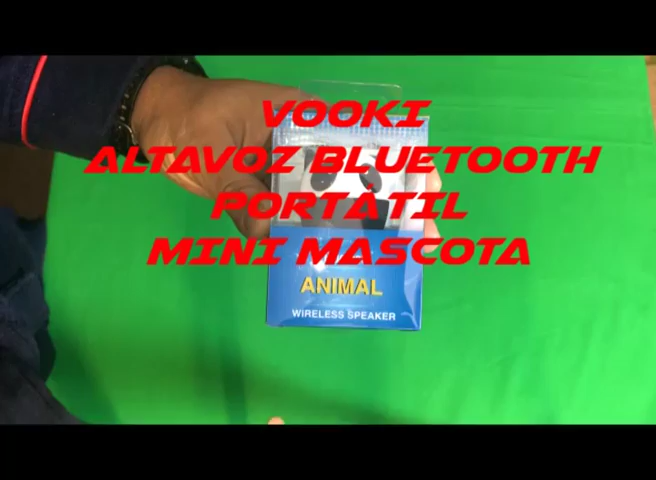 VOOKI
ALTAVOZ BLUETOOTH
PORTÁTIL
MINI MASCOTA
ANIMAL
WIRELESS SPEAKER